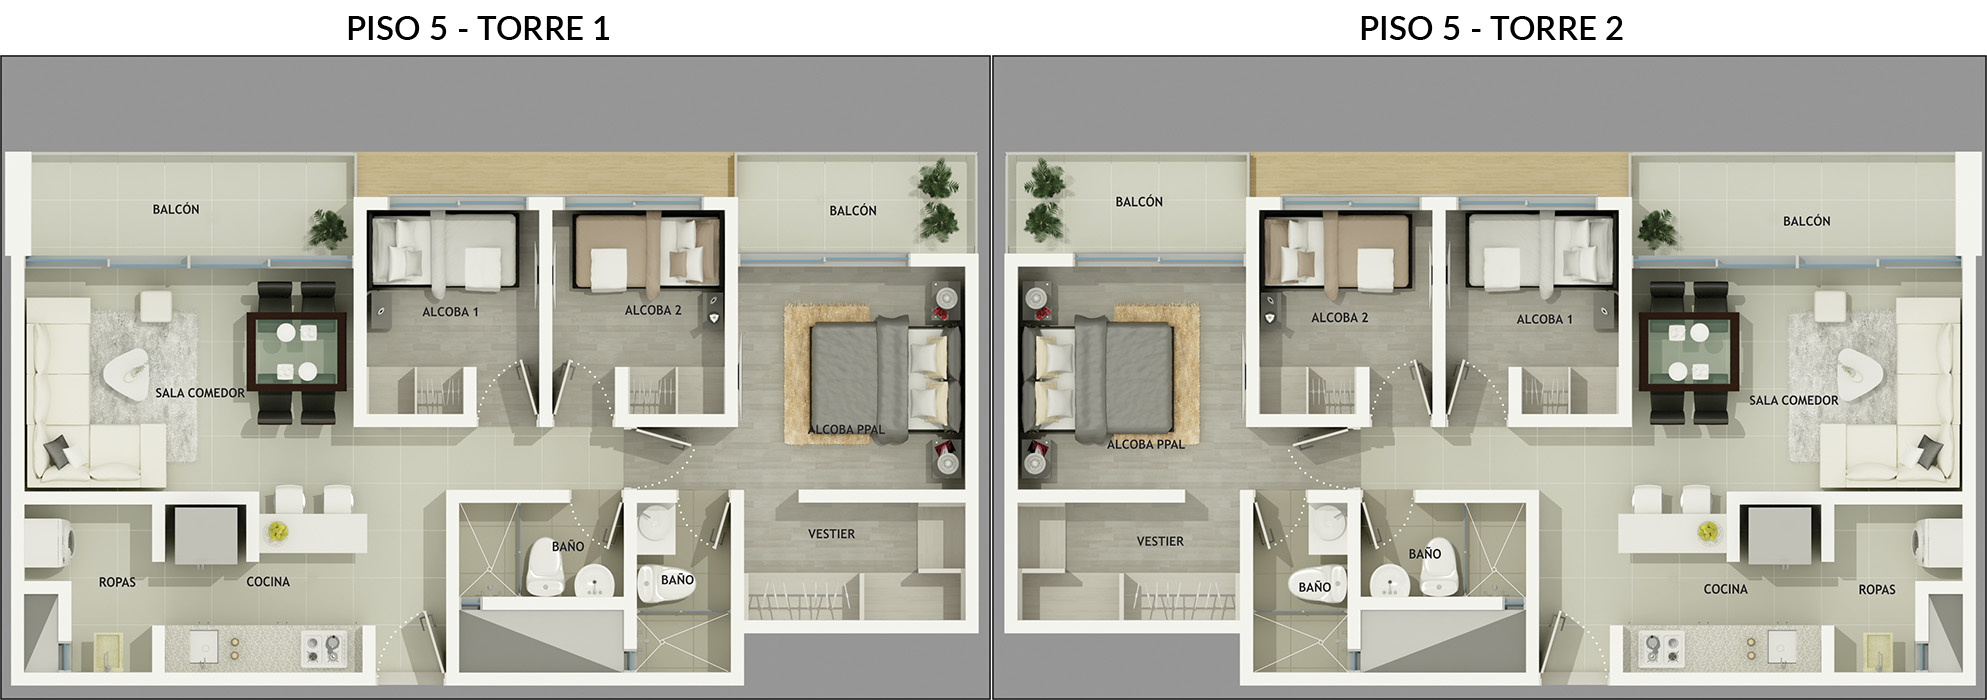 PISO 5 - TORRE 1
BALCÓN
BALCÓN
ALCOBA 1
ALCOBA 2
SALA COMEDOR
ALCOBA PPAL
VESTIER
BAÑO
BAÑO
ROPAS
COCINA
PISO 5 - TORRE 2
BALCÓN
BALCÓN
ALCOBA 2
ALCOBA 1
SALA COMEDOR
ALCOBA PPAL
VESTIER
BAÑO
BAÑO
COCINA
ROPAS